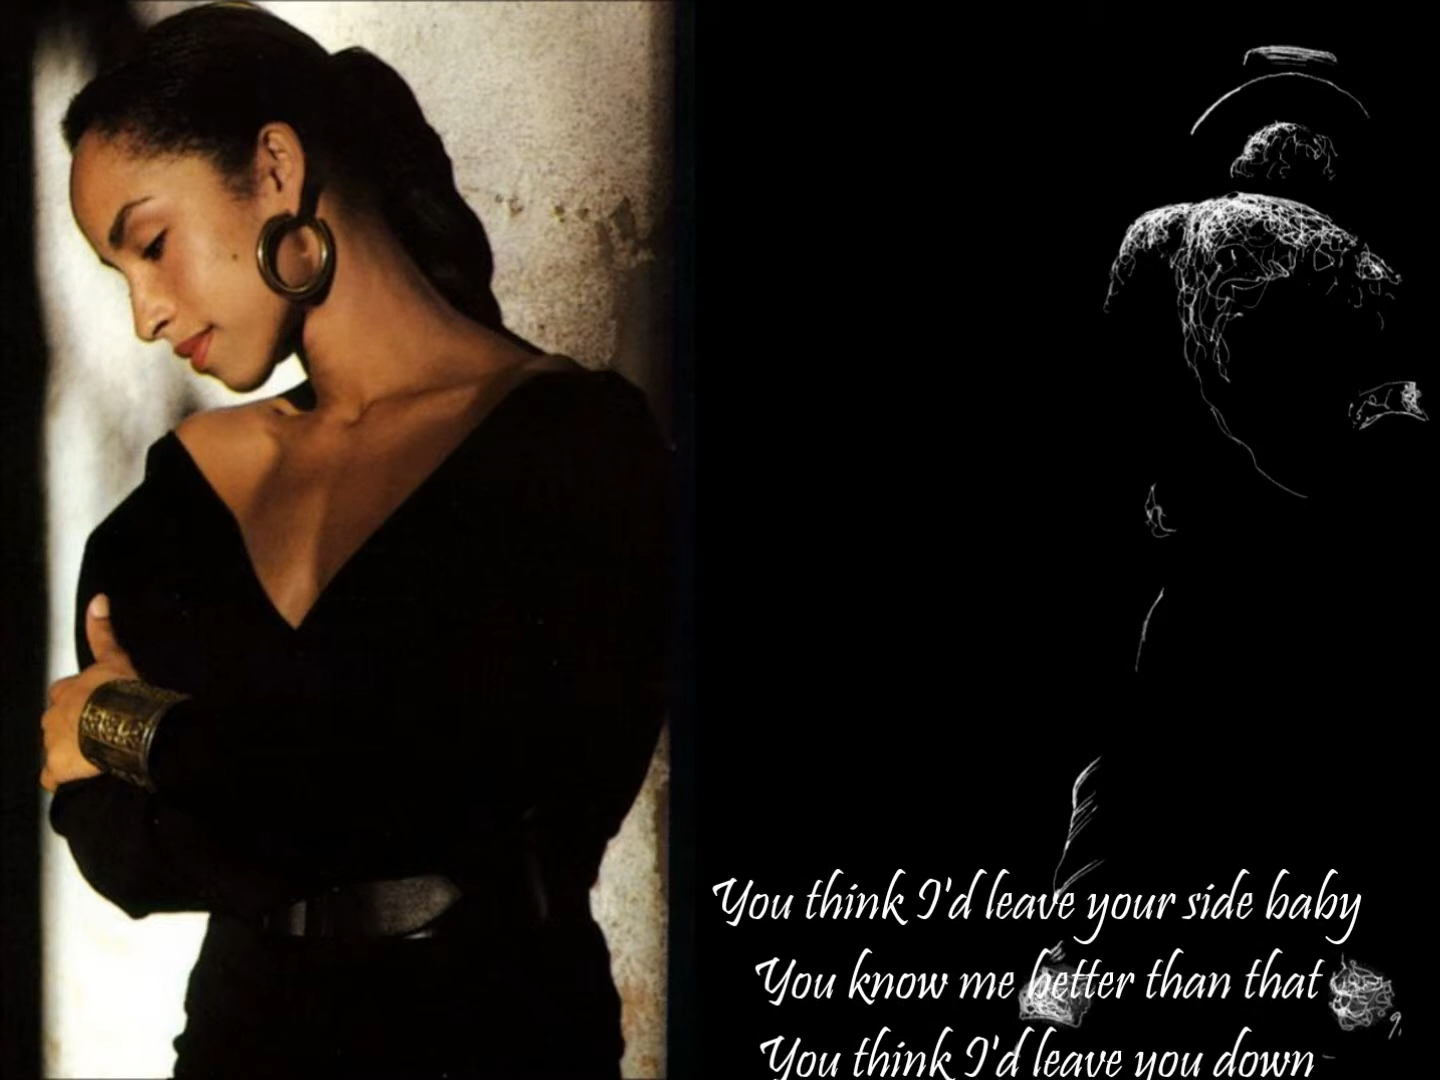 You think I'd leave your side baby
You know me better than that
You think I'd leave you down